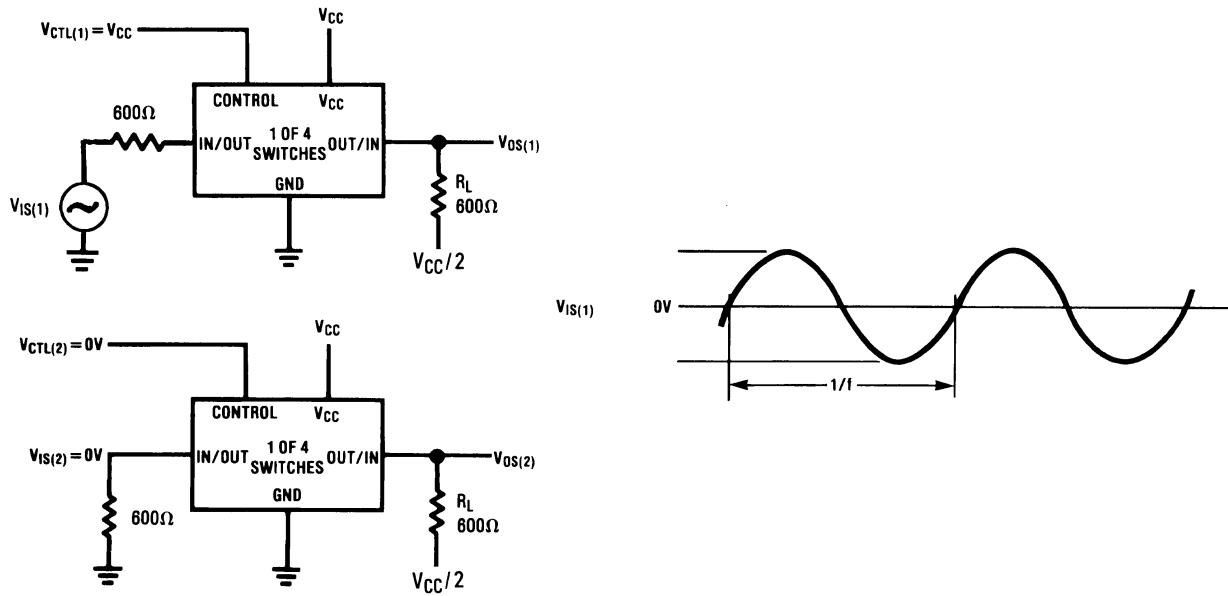 V_CTL(1) = V_CC
V_CC
CONTROL
V_CC
600Ω
IN/OUT
1 OF 4
SWITCHES
OUT/IN
V_OS(1)
GND
V_IS(1)
R_L
600Ω
V_CC/2
V_CTL(2) = 0V
V_CC
CONTROL
V_CC
V_IS(2) = 0V
IN/OUT
1 OF 4
SWITCHES
OUT/IN
V_OS(2)
GND
600Ω
R_L
600Ω
V_CC/2
V_IS(1)
0V
1/f